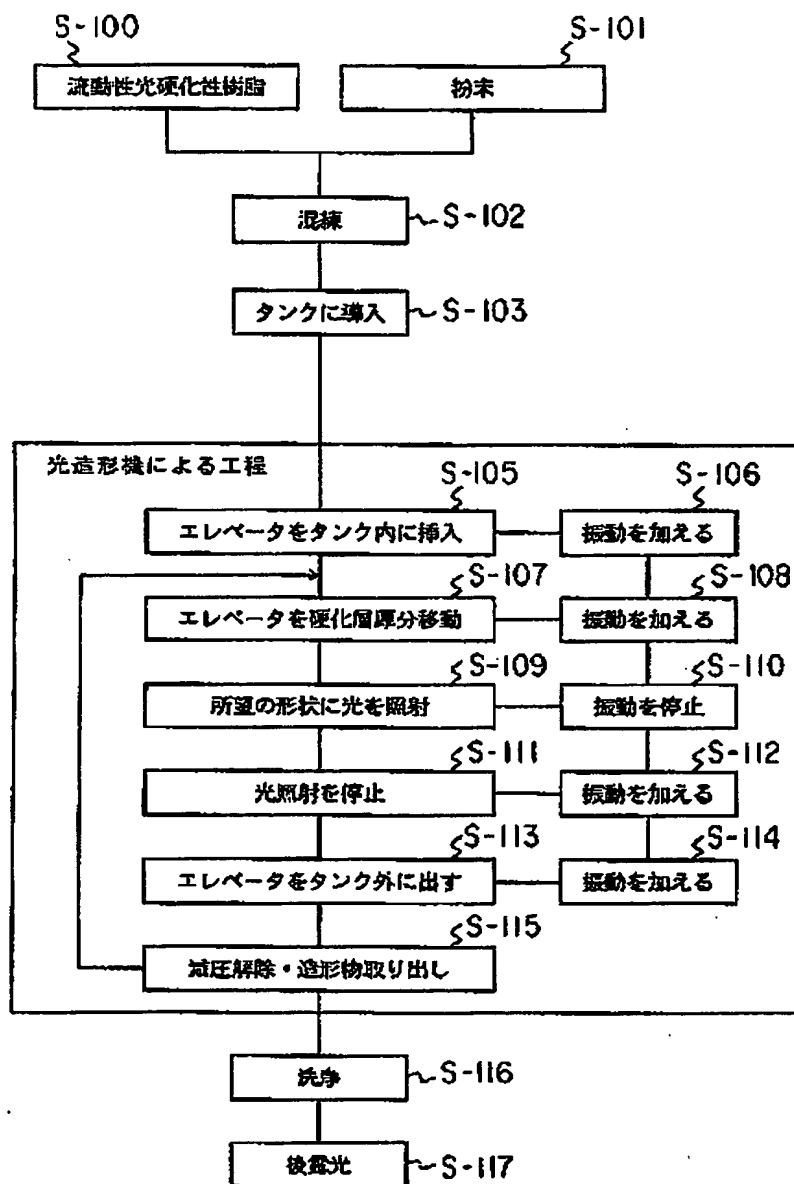 S-100
S-101
流動性光硬化性樹脂
粉末
混練
S-102
タンクに導入
S-103
光造形機による工程
S-105
S-106
エレベータをタンク内に挿入
振動を加える
S-107
S-108
エレベータを硬化層厚分移動
振動を加える
S-109
S-110
所望の形状に光を照射
振動を停止
S-111
S-112
光照射を停止
振動を加える
S-113
S-114
エレベータをタンク外に出す
振動を加える
S-115
減圧解除・造形物取り出し
洗浄
S-116
後露光
S-117